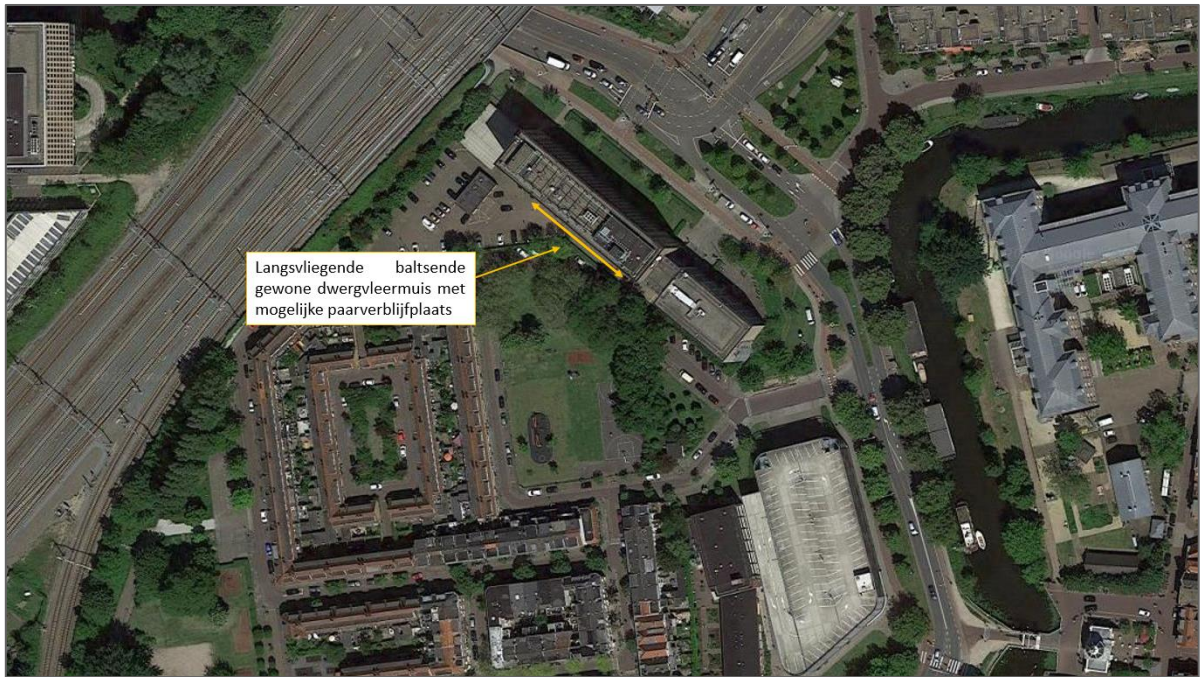 Langsvliegende baltsende
gewone dwergvleermuis met
mogelijke paarverblijfplaats